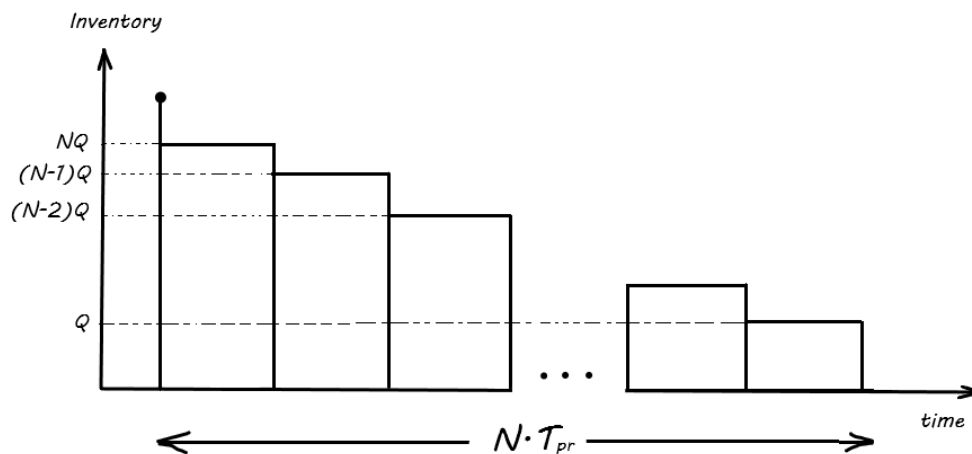 Inventory
NQ
(N-1)Q
(N-2)Q
Q
...
time
N·Tpr